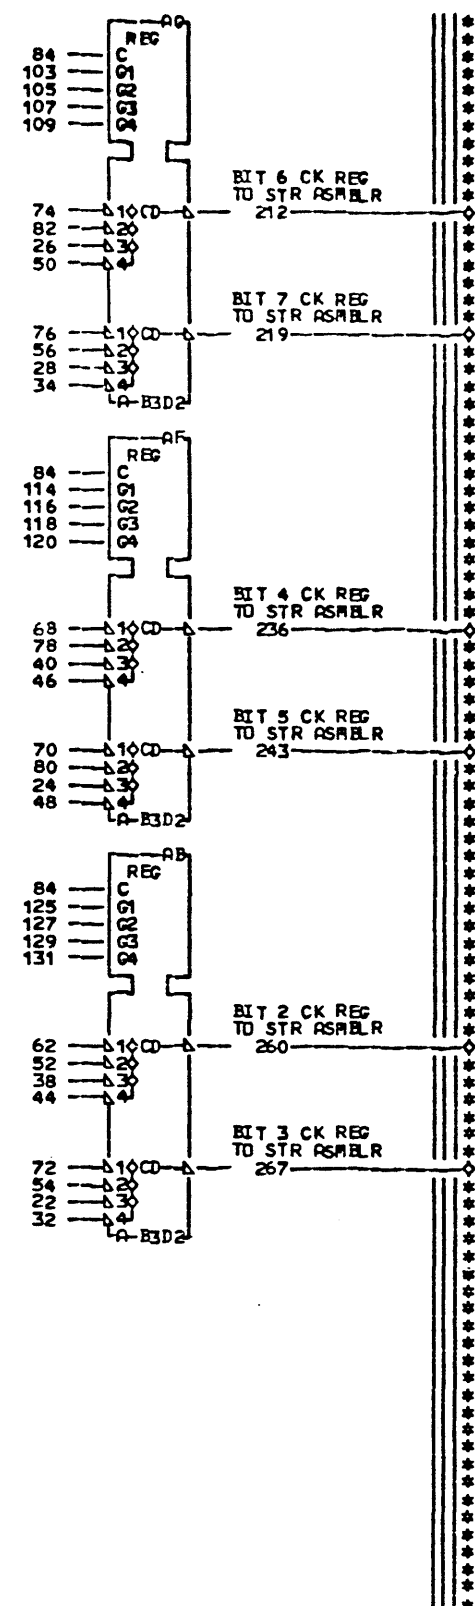 AG
REG
84 C
103 G1
105 G2
107 G3
109 G4
BIT 6 CK REG
TO STR ASMBLR
74 1 CD 212
82 2
26 3
50 4
BIT 7 CK REG
TO STR ASMBLR
76 1 CD 219
56 2
28 3
34 4
A B3D2
AF
REG
84 C
114 G1
116 G2
118 G3
120 G4
BIT 4 CK REG
TO STR ASMBLR
68 1 CD 236
78 2
40 3
46 4
BIT 5 CK REG
TO STR ASMBLR
70 1 CD 243
80 2
24 3
48 4
A B3D2
AB
REG
84 C
125 G1
127 G2
129 G3
131 G4
BIT 2 CK REG
TO STR ASMBLR
62 1 CD 260
52 2
38 3
44 4
BIT 3 CK REG
TO STR ASMBLR
72 1 CD 267
54 2
22 3
32 4
A B3D2